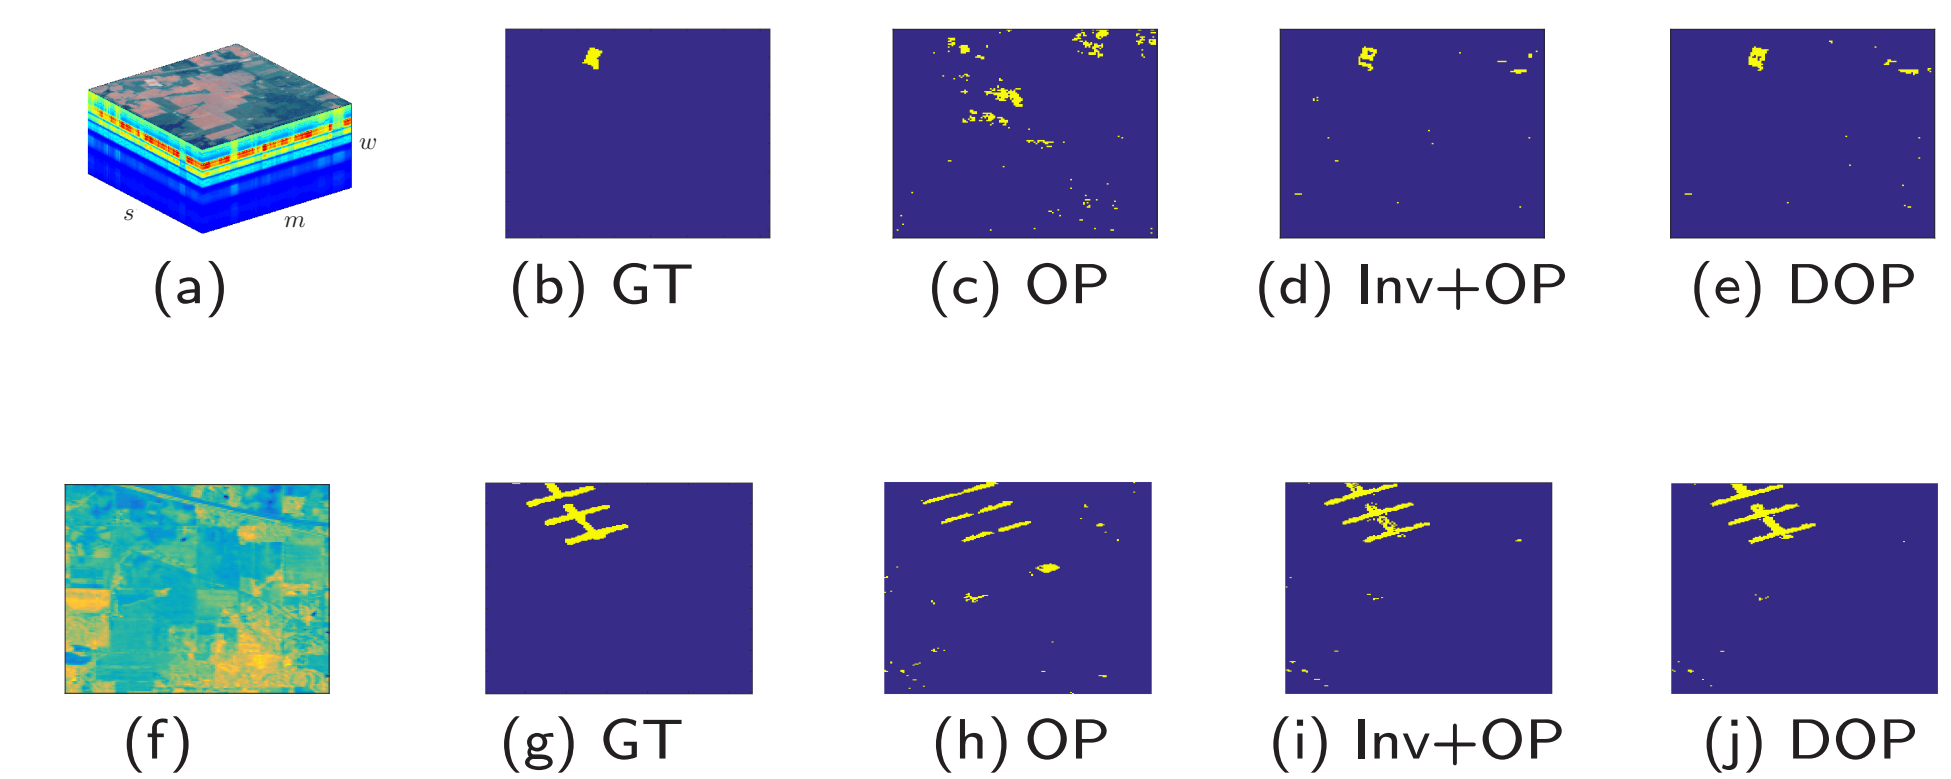 w
s
m
(a)
(b) GT
(c) OP
(d) Inv+OP
(e) DOP
(f)
(g) GT
(h) OP
(i) Inv+OP
(j) DOP